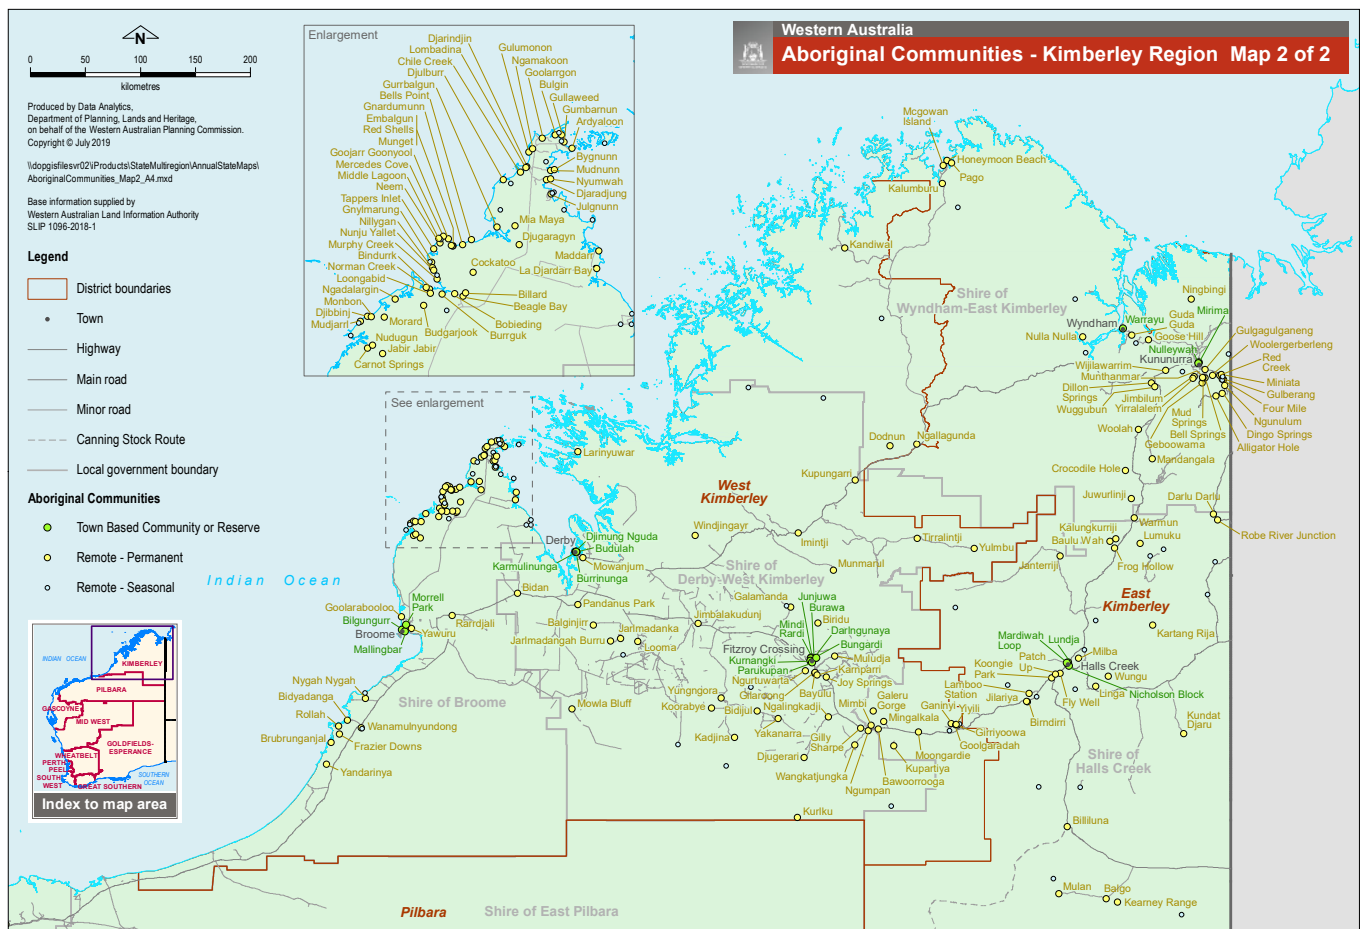 Western Australia
Aboriginal Communities - Kimberley Region  Map 2 of 2
N
0
50
100
150
200
kilometres
Produced by Data Analytics,
Department of Planning, Lands and Heritage,
on behalf of the Western Australian Planning Commission.
Copyright © July 2019
\\dopgisfilesvr02\iProducts\StateMultiregion\AnnualStateMaps\
AboriginalCommunities_Map2_A4.mxd
Base information supplied by
Western Australian Land Information Authority
SLIP 1096-2018-1
Legend
District boundaries
Town
Highway
Main road
Minor road
Canning Stock Route
Local government boundary
Aboriginal Communities
Town Based Community or Reserve
Remote - Permanent
Remote - Seasonal
Enlargement
Djarindjin
Lombadina
Chile Creek
Djulburr
Gurrbalgun
Bells Point
Gnardumunn
Embalgun
Red Shells
Munget
Goojarr Goonyool
Mercedes Cove
Middle Lagoon
Neem
Tappers Inlet
Gnylmarung
Nillygan
Nunju Yallet
Murphy Creek
Bindurrk
Norman Creek
Loongabid
Ngadalargin
Monbon
Djibbinj
Mudjarrl
Gulumonon
Ngamakoon
Goolarrgon
Bulgin
Gullaweed
Gumbarnun
Ardyaloon
Bygnunn
Mudnunn
Nyumwah
Djaradjung
Julgnunn
Mia Maya
Djugaragyn
Maddarr
La Djardarr Bay
Cockatoo
Billard
Beagle Bay
Bobieding
Burrguk
Budgarjook
Morard
Nudugun
Jabir Jabir
Carnot Springs
See enlargement
Mcgowan
Island
Honeymoon Beach
Pago
Kalumburu
Kandiwal
Shire of
Wyndham-East Kimberley
Ningbingi
Mirima
Wyndham
Warrayu
Guda
Guda
Goose Hill
Nulla Nulla
Nulleywah
Kununurra
Gulgagulganeng
Woolergerberleng
Red
Creek
Miniata
Gulberang
Four Mile
Ngunulum
Dingo Springs
Alligator Hole
Wijilawarrim
Munthanmar
Dillon
Springs
Wuggubun
Jimbilum
Yirralalem
Mud
Springs
Bell Springs
Geboowama
Woolah
Mandangala
Crocodile Hole
Juwurlinji
Darlu Darlu
Robe River Junction
Warmun
Kalungkurriji
Baulu Wah
Lumuku
Frog Hollow
Janterriji
Larinyuwar
Dodnun
Ngallagunda
Kupungarri
West
Kimberley
Windjingayr
Imintji
Tirralintji
Yulmbu
Munmarul
Derby
Djimung Nguda
Budulah
Mowanjum
Karmulinunga
Burrinunga
Shire of
Derby-West Kimberley
Bidan
Pandanus Park
Balginjirr
Jarlmadanka
Jarlmadangah Burru
Looma
Jimbalakudunj
Galamanda
Junjuwa
Burawa
Biridu
Mindi
Rardi
Darlngunaya
Bungardi
Fitzroy Crossing
Kurnangki
Parukupan
Muludja
Kamparri
Joy Springs
Ngurtuwarta
Gilaroong
Bayulu
Mimbi
Galeru
Gorge
Mingalkala
Ngalingkadji
Yungngora
Koorabye
Bidijul
Yakanarra
Kadjina
Gilly
Sharpe
Djugerari
Wangkatjungka
Ngumpan
Bawoorrooga
Kupartiya
Moongardie
Ganinyi
Yiyili
Girriyoowa
Goolgaradah
Lamboo
Station
Jilariya
Birndirri
Koongie
Park
Patch
Up
Mardiwah
Loop
Lundja
Milba
Halls Creek
Wungu
Linga
Nicholson Block
Fly Well
East
Kimberley
Kartang Rija
Kundat
Djaru
Shire of
Halls Creek
Billiluna
Mulan
Balgo
Kearney Range
Kurlku
Mowla Bluff
Indian Ocean
Goolarabooloo
Morrell
Park
Bilgungurr
Broome
Yawuru
Mallingbar
Rarrdjali
Nygah Nygah
Bidyadanga
Rollah
Brubrunganjal
Wanamulnyundong
Frazier Downs
Yandarinya
Shire of Broome
Pilbara
Shire of East Pilbara
INDIAN OCEAN
KIMBERLEY
PILBARA
GASCOYNE
MID WEST
GOLDFIELDS-
ESPERANCE
WHEATBELT
PERTH
PEEL
SOUTH
WEST
GREAT SOUTHERN
SOUTHERN
OCEAN
Index to map area